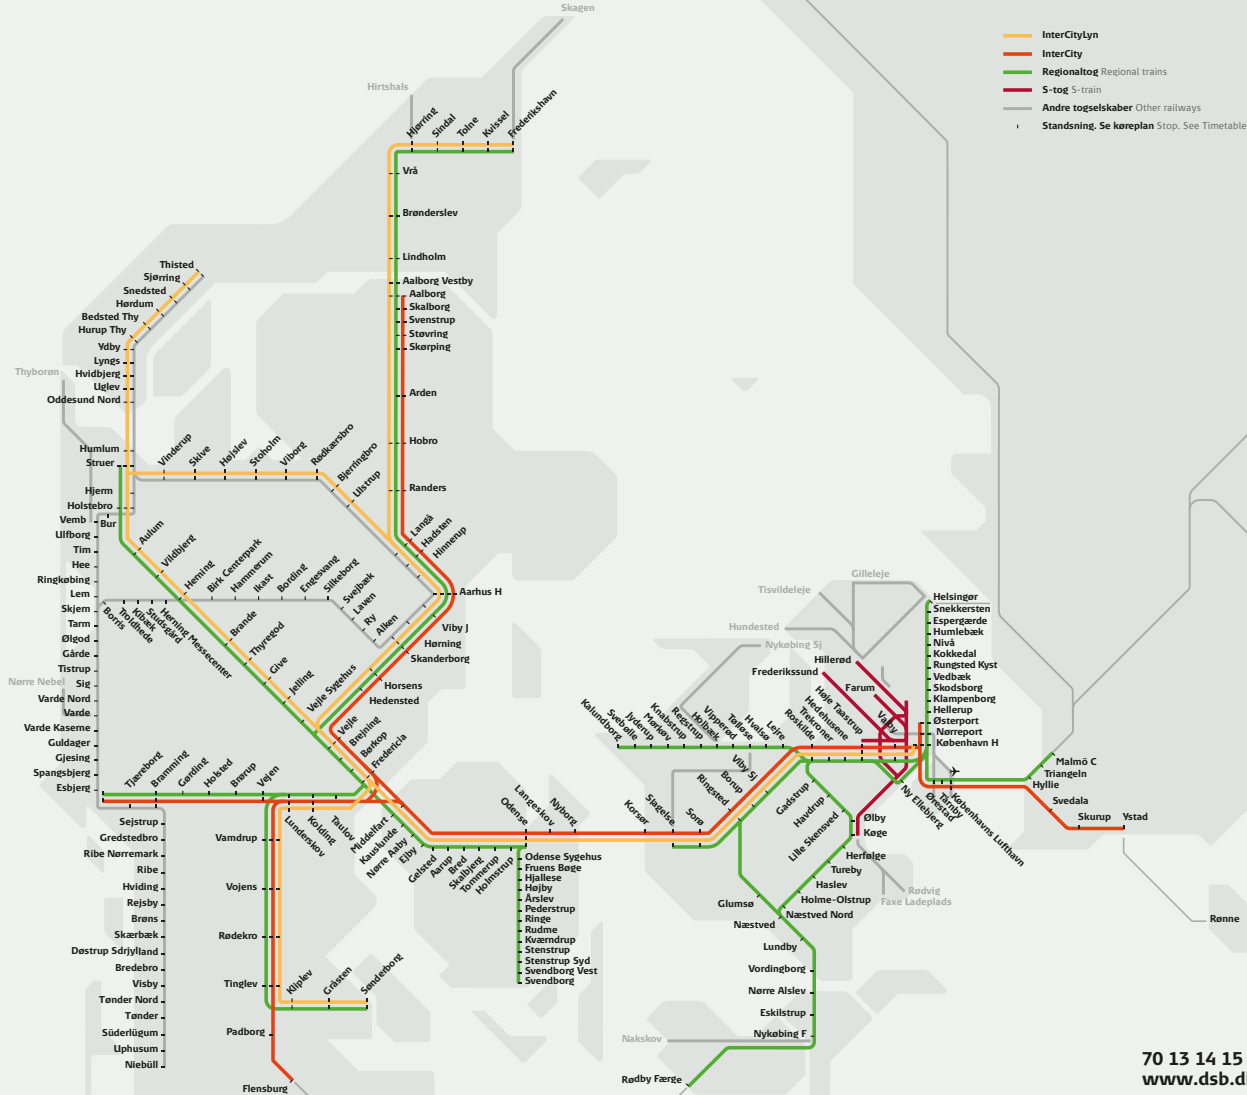 Skagen
InterCityLyn
InterCity
Regionaltog Regional trains
S-tog S-train
Andre togselskaber Other railways
Standsning. Se køreplan Stop. See Timetable
Hirtshals
Hjørring
Sindal
Tolne
Kvissel
Frederikshavn
Vrå
Brønderslev
Lindholm
Aalborg Vestby
Aalborg
Skalborg
Svenstrup
Støvring
Skørping
Arden
Hobro
Randers
Langå
Hadsten
Hinnerup
Aarhus H
Viby J
Hørning
Skanderborg
Horsens
Hedensted
Thisted
Sjørring
Snedsted
Hørdum
Bedsted Thy
Hurup Thy
Ydby
Lyngs
Hvidbjerg
Uglev
Oddesund Nord
Thyborøn
Humlum
Struer
Hjerm
Holstebro
Vemb
Bur
Ulfborg
Tim
Hee
Ringkøbing
Lem
Skjern
Tarm
Ølgod
Gårde
Tistrup
Sig
Nørre Nebel
Varde Nord
Varde
Varde Kaserne
Guldager
Gjesing
Spangsbjerg
Esbjerg
Vinderup
Skive
Højslev
Stoholm
Viborg
Rødkærsbro
Bjerringbro
Ulstrup
Aulum
Vildbjerg
Herning
Birk Centerpark
Hammerum
Ikast
Bording
Engesvang
Silkeborg
Svejbæk
Laven
Ry
Alken
Borris
Troldhede
Kibæk
Studsgård
Herning Messecenter
Brande
Thyregod
Give
Jelling
Vejle Sygehus
Vejle
Brejning
Børkop
Fredericia
Tjæreborg
Bramming
Gørding
Holsted
Brørup
Vejen
Lunderskov
Kolding
Taulov
Middelfart
Kauslunde
Nørre Aaby
Ejby
Gelsted
Aarup
Bred
Skalbjerg
Tommerup
Holmstrup
Odense
Langeskov
Nyborg
Korsør
Slagelse
Sorø
Ringsted
Borup
Viby Sj
Sejstrup
Gredstedbro
Ribe Nørremark
Ribe
Hviding
Rejsby
Brøns
Skærbæk
Døstrup Sdrjylland
Bredebro
Visby
Tønder Nord
Tønder
Süderlügum
Uphusum
Niebüll
Vamdrup
Vojens
Rødekro
Tinglev
Padborg
Flensburg
Kliplev
Gråsten
Sønderborg
Odense Sygehus
Fruens Bøge
Hjallese
Højby
Årslev
Pederstrup
Ringe
Rudme
Kværndrup
Stenstrup
Stenstrup Syd
Svendborg Vest
Svendborg
Kalundborg
Svebølle
Jyderup
Mørkøv
Knabstrup
Regstrup
Holbæk
Vipperød
Tølløse
Hvalsø
Lejre
Roskilde
Trekroner
Hedehusene
Høje Taastrup
Valby
Tisvildeleje
Gilleleje
Hundested
Nykøbing Sj
Hillerød
Frederikssund
Farum
Helsingør
Snekkersten
Espergærde
Humlebæk
Nivå
Kokkedal
Rungsted Kyst
Vedbæk
Skodsborg
Klampenborg
Hellerup
Østerport
Nørreport
København H
Ny Ellebjerg
Ørestad
Tårnby
Københavns Lufthavn
Malmö C
Triangeln
Hyllie
Svedala
Skurup
Ystad
Rønne
Gadstrup
Havdrup
Lille Skensved
Ølby
Køge
Herfølge
Tureby
Haslev
Holme-Olstrup
Næstved Nord
Rødvig
Faxe Ladeplads
Glumsø
Næstved
Lundby
Vordingborg
Nørre Alslev
Eskilstrup
Nykøbing F
Nakskov
Rødby Færge
70 13 14 15
www.dsb.d